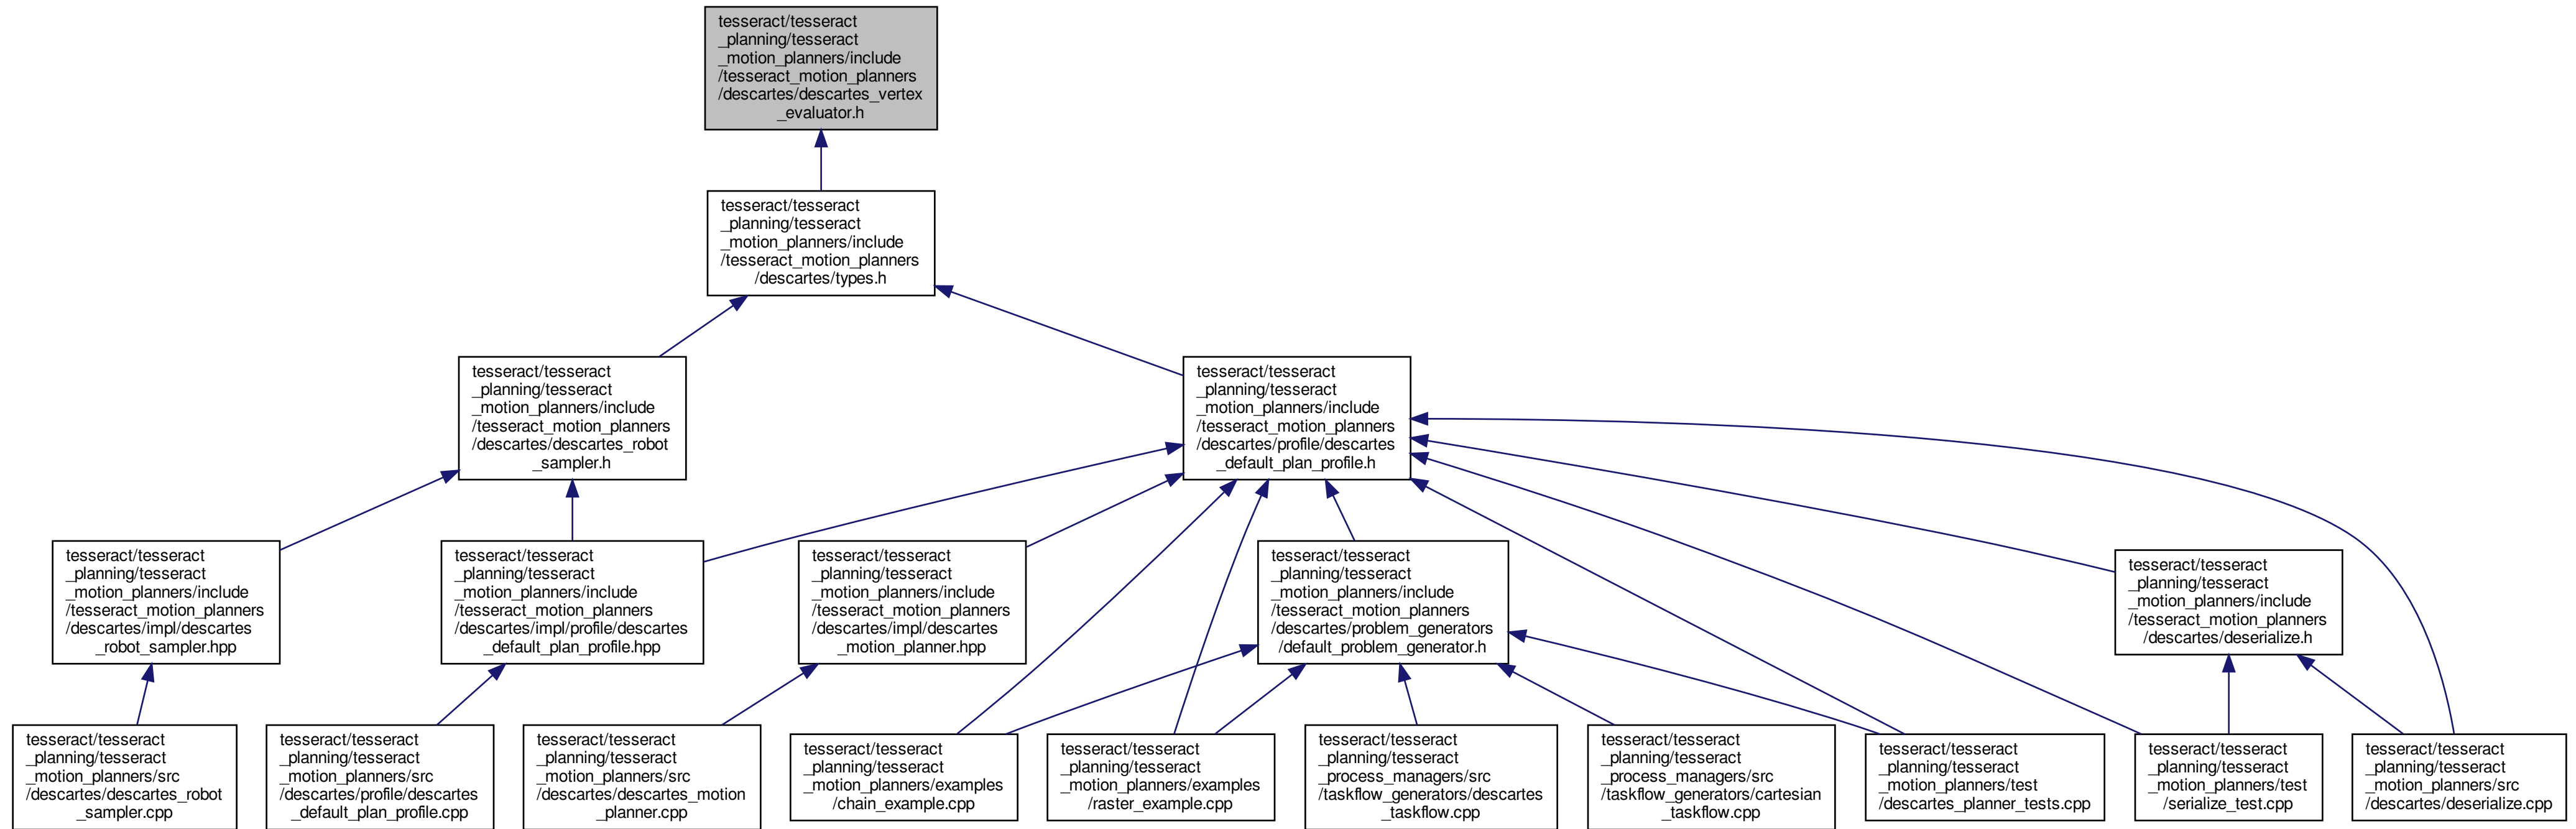 tesseract/tesseract
_planning/tesseract
_motion_planners/include
/tesseract_motion_planners
/descartes/descartes_vertex
_evaluator.h
tesseract/tesseract
_planning/tesseract
_motion_planners/include
/tesseract_motion_planners
/descartes/types.h
tesseract/tesseract
_planning/tesseract
_motion_planners/include
/tesseract_motion_planners
/descartes/descartes_robot
_sampler.h
tesseract/tesseract
_planning/tesseract
_motion_planners/include
/tesseract_motion_planners
/descartes/profile/descartes
_default_plan_profile.h
tesseract/tesseract
_planning/tesseract
_motion_planners/include
/tesseract_motion_planners
/descartes/impl/descartes
_robot_sampler.hpp
tesseract/tesseract
_planning/tesseract
_motion_planners/include
/tesseract_motion_planners
/descartes/impl/profile/descartes
_default_plan_profile.hpp
tesseract/tesseract
_planning/tesseract
_motion_planners/include
/tesseract_motion_planners
/descartes/impl/descartes
_motion_planner.hpp
tesseract/tesseract
_planning/tesseract
_motion_planners/include
/tesseract_motion_planners
/descartes/problem_generators
/default_problem_generator.h
tesseract/tesseract
_planning/tesseract
_motion_planners/include
/tesseract_motion_planners
/descartes/deserialize.h
tesseract/tesseract
_planning/tesseract
_motion_planners/src
/descartes/descartes_robot
_sampler.cpp
tesseract/tesseract
_planning/tesseract
_motion_planners/src
/descartes/profile/descartes
_default_plan_profile.cpp
tesseract/tesseract
_planning/tesseract
_motion_planners/src
/descartes/descartes_motion
_planner.cpp
tesseract/tesseract
_planning/tesseract
_motion_planners/examples
/chain_example.cpp
tesseract/tesseract
_planning/tesseract
_motion_planners/examples
/raster_example.cpp
tesseract/tesseract
_planning/tesseract
_process_managers/src
/taskflow_generators/descartes
_taskflow.cpp
tesseract/tesseract
_planning/tesseract
_process_managers/src
/taskflow_generators/cartesian
_taskflow.cpp
tesseract/tesseract
_planning/tesseract
_motion_planners/test
/descartes_planner_tests.cpp
tesseract/tesseract
_planning/tesseract
_motion_planners/test
/serialize_test.cpp
tesseract/tesseract
_planning/tesseract
_motion_planners/src
/descartes/deserialize.cpp